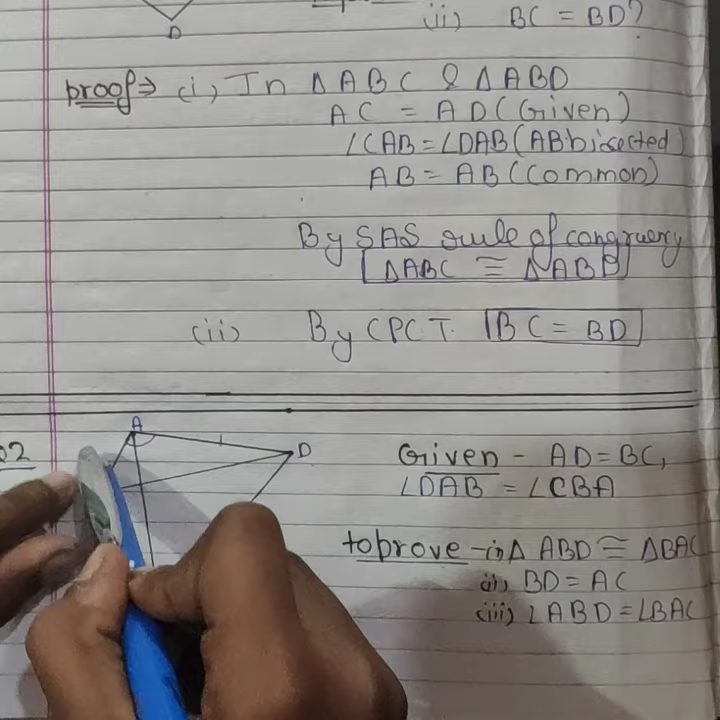 D
(ii) BC = BD?
proof⇒ (i) In ΔABC & ΔABD
AC = AD (Given)
∠CAB = ∠DAB (AB bisected)
AB = AB (Common)
By SAS rule of congruency
ΔABC ≅ ΔABD
(ii) By CPCT. BC = BD
Q2
A
D
Given - AD = BC,
∠DAB = ∠CBA
to prove - (i) Δ ABD ≅ ΔBAC
(ii) BD = AC
(iii) ∠ABD = ∠BAC